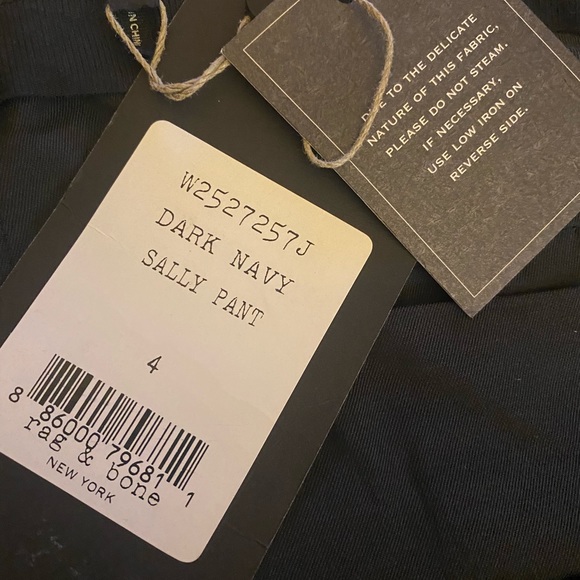 W2527257J
DARK NAVY
SALLY PANT
4
8 86000 79681 1
rag & bone
NEW YORK
TO THE DELICATE
NATURE OF THIS FABRIC,
PLEASE DO NOT STEAM.
IF NECESSARY,
USE LOW IRON ON
REVERSE SIDE.